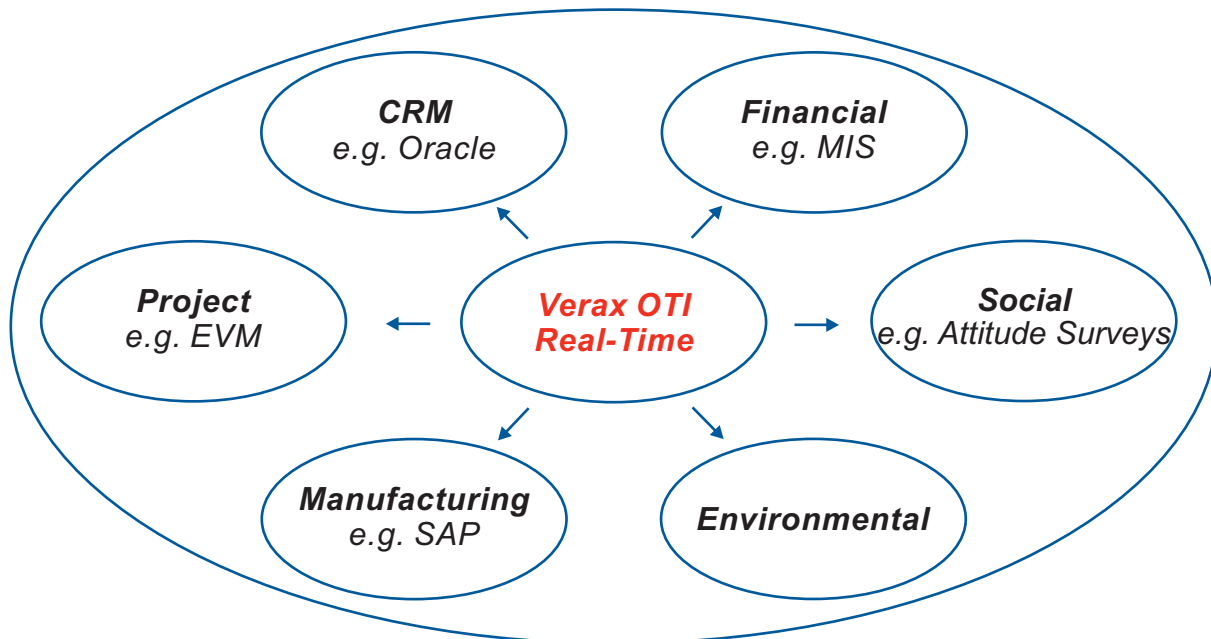 CRM
e.g. Oracle
Financial
e.g. MIS
Project
e.g. EVM
Verax OTI
Real-Time
Social
e.g. Attitude Surveys
Manufacturing
e.g. SAP
Environmental